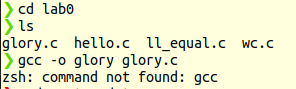 ❯ cd lab0
❯ ls
glory.c hello.c ll_equal.c wc.c
❯ gcc -o glory glory.c
zsh: command not found: gcc